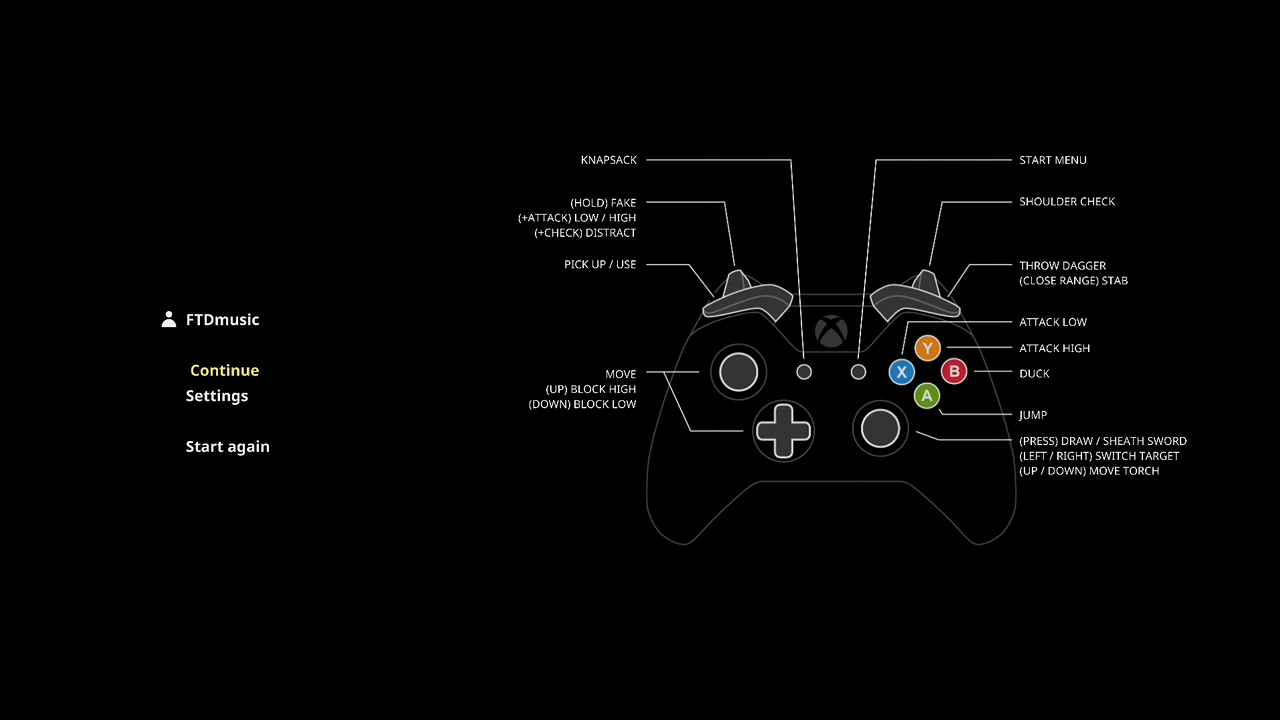 FTDmusic
Continue
Settings
Start again
KNAPSACK
(HOLD) FAKE
(+ATTACK) LOW / HIGH
(+CHECK) DISTRACT
PICK UP / USE
MOVE
(UP) BLOCK HIGH
(DOWN) BLOCK LOW
START MENU
SHOULDER CHECK
THROW DAGGER
(CLOSE RANGE) STAB
ATTACK LOW
ATTACK HIGH
DUCK
JUMP
(PRESS) DRAW / SHEATH SWORD
(LEFT / RIGHT) SWITCH TARGET
(UP / DOWN) MOVE TORCH
Y
X
B
A